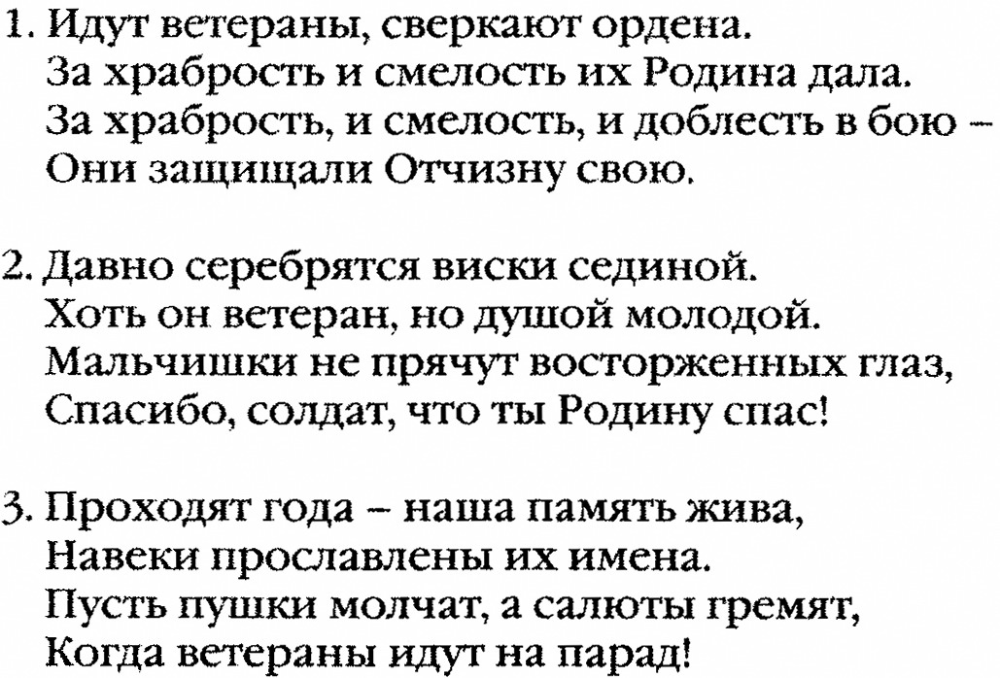 1. Идут ветераны, сверкают ордена.
За храбрость и смелость их Родина дала.
За храбрость, и смелость, и доблесть в бою –
Они защищали Отчизну свою.
2. Давно серебрятся виски сединой.
Хоть он ветеран, но душой молодой.
Мальчишки не прячут восторженных глаз,
Спасибо, солдат, что ты Родину спас!
3. Проходят года – наша память жива,
Навеки прославлены их имена.
Пусть пушки молчат, а салюты гремят,
Когда ветераны идут на парад!